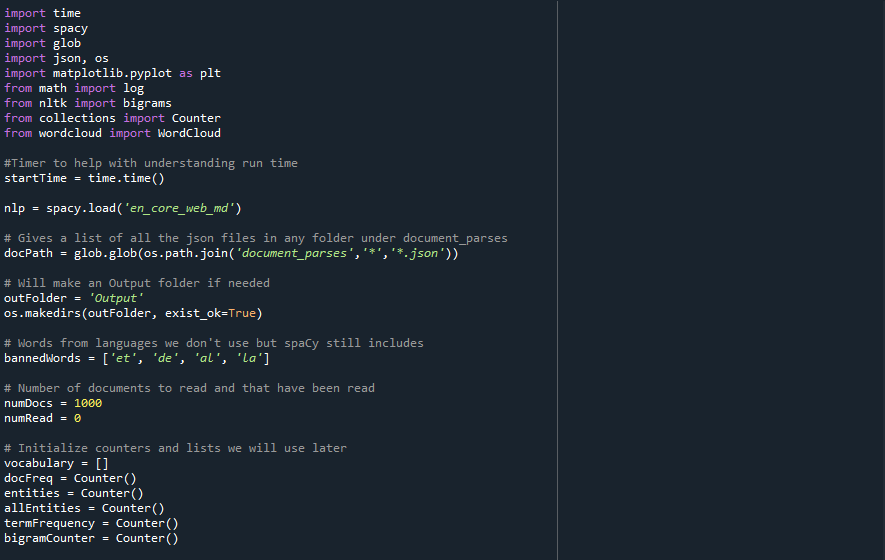 import time
import spacy
import glob
import json, os
import matplotlib.pyplot as plt
from math import log
from nltk import bigrams
from collections import Counter
from wordcloud import WordCloud
#Timer to help with understanding run time
startTime = time.time()
nlp = spacy.load('en_core_web_md')
# Gives a list of all the json files in any folder under document_parses
docPath = glob.glob(os.path.join('document_parses','*','*.json'))
# Will make an Output folder if needed
outFolder = 'Output'
os.makedirs(outFolder, exist_ok=True)
# Words from languages we don't use but spaCy still includes
bannedWords = ['et', 'de', 'al', 'la']
# Number of documents to read and that have been read
numDocs = 1000
numRead = 0
# Initialize counters and lists we will use later
vocabulary = []
docFreq = Counter()
entities = Counter()
allEntities = Counter()
termFrequency = Counter()
bigramCounter = Counter()